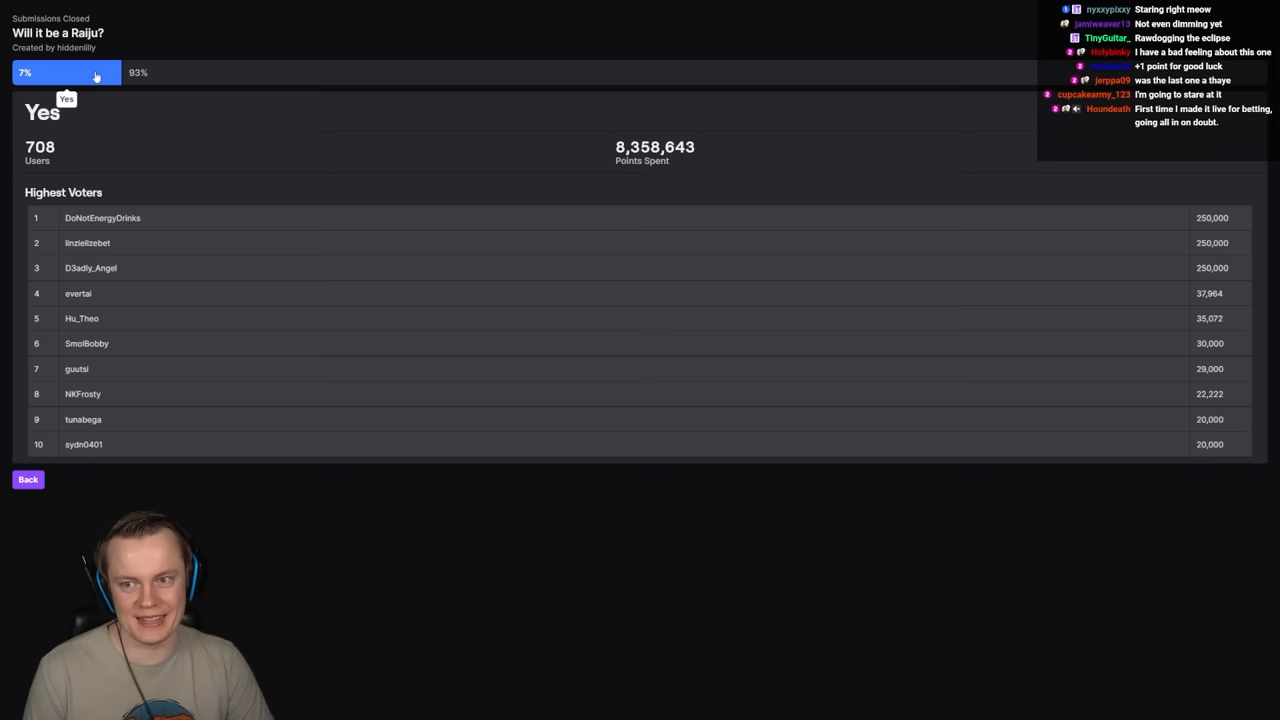 Submissions Closed
Will it be a Raiju?
Created by hiddenlilly
7%
93%
Yes
Yes
708
Users
8,358,643
Points Spent
Highest Voters
1 DoNotEnergyDrinks 250,000
2 linzielizebet 250,000
3 D3adly_Angel 250,000
4 evertai 37,964
5 Hu_Theo 35,072
6 SmolBobby 30,000
7 guutsi 29,000
8 NKFrosty 22,222
9 tunabega 20,000
10 sydn0401 20,000
Back
nyxxypixxy Staring right meow
jamiweaver13 Not even dimming yet
TinyGuitar_ Rawdogging the eclipse
Holybinky I have a bad feeling about this one
+1 point for good luck
jerppa09 was the last one a thaye
cupcakearmy_123 I'm going to stare at it
Houndeath First time I made it live for betting,
going all in on doubt.